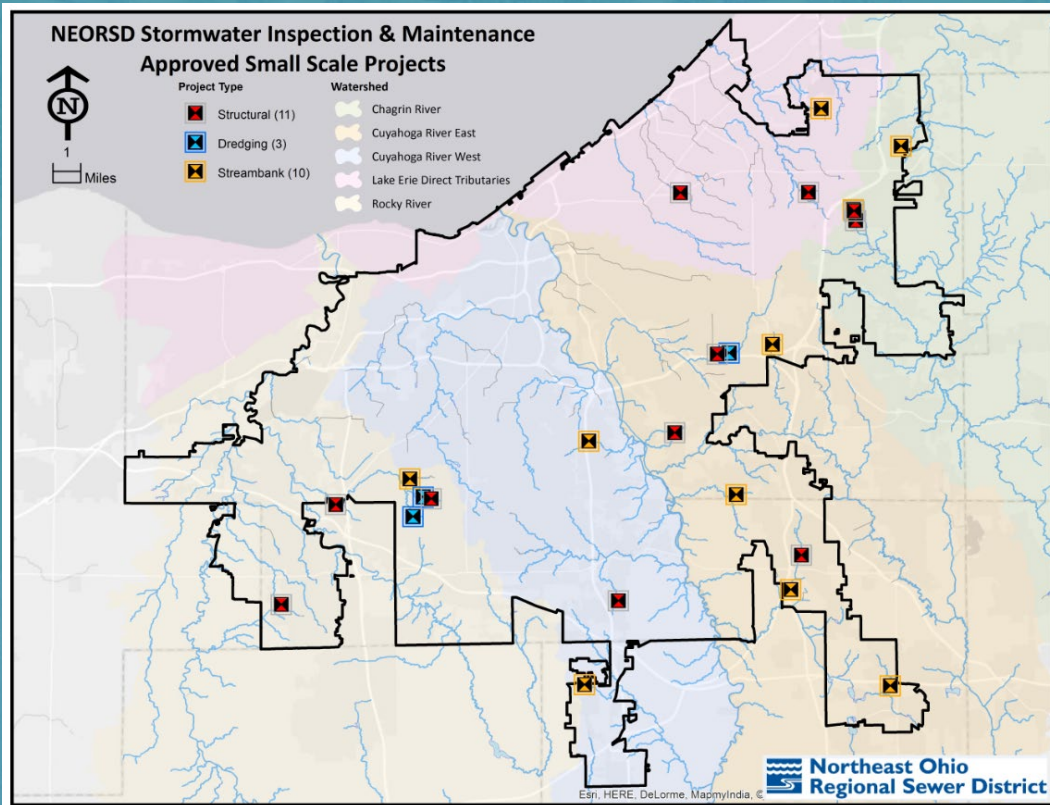 NEORSD Stormwater Inspection & Maintenance
Approved Small Scale Projects
N
1
Miles
Project Type
Structural (11)
Dredging (3)
Streambank (10)
Watershed
Chagrin River
Cuyahoga River East
Cuyahoga River West
Lake Erie Direct Tributaries
Rocky River
Esri, HERE, DeLorme, MapmyIndia, ©
Northeast Ohio
Regional Sewer District